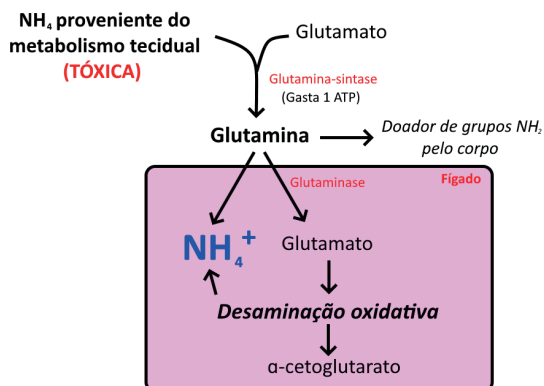 NH₄ proveniente do
metabolismo tecidual
(TÓXICA)
Glutamato
Glutamina-sintase
(Gasta 1 ATP)
Glutamina
Doador de grupos NH₂
pelo corpo
Fígado
Glutaminase
NH₄⁺
Glutamato
Desaminação oxidativa
α-cetoglutarato